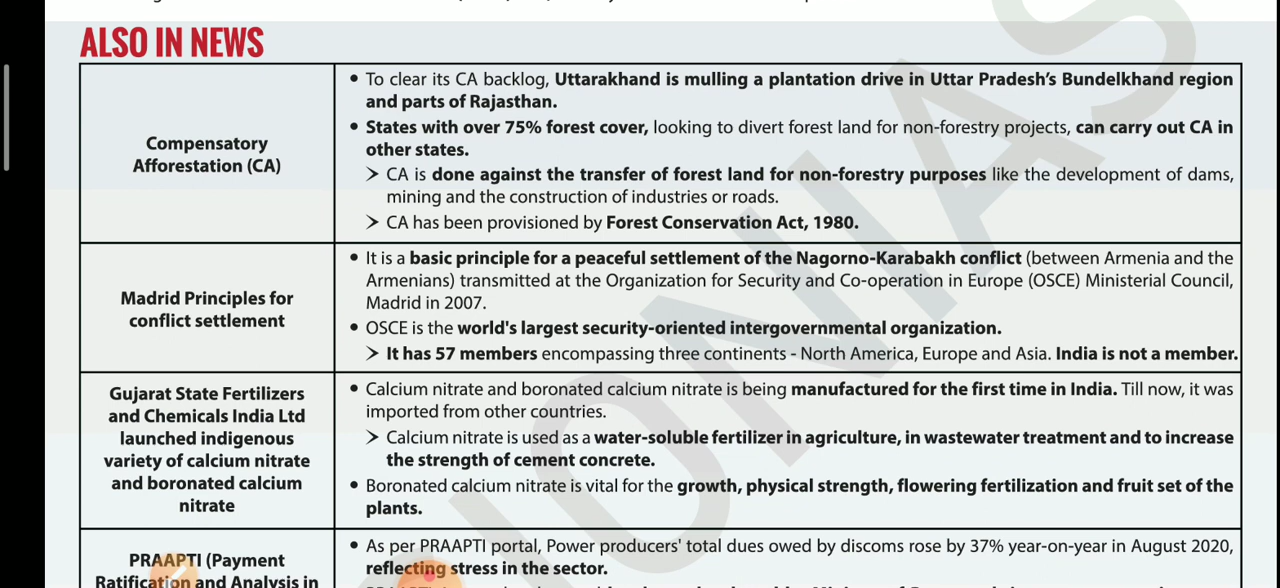 ALSO IN NEWS
Compensatory
Afforestation (CA)
• To clear its CA backlog, Uttarakhand is mulling a plantation drive in Uttar Pradesh's Bundelkhand region
and parts of Rajasthan.
• States with over 75% forest cover, looking to divert forest land for non-forestry projects, can carry out CA in
other states.
➢ CA is done against the transfer of forest land for non-forestry purposes like the development of dams,
mining and the construction of industries or roads.
➢ CA has been provisioned by Forest Conservation Act, 1980.
Madrid Principles for
conflict settlement
• It is a basic principle for a peaceful settlement of the Nagorno-Karabakh conflict (between Armenia and the
Armenians) transmitted at the Organization for Security and Co-operation in Europe (OSCE) Ministerial Council,
Madrid in 2007.
• OSCE is the world's largest security-oriented intergovernmental organization.
➢ It has 57 members encompassing three continents - North America, Europe and Asia. India is not a member.
Gujarat State Fertilizers
and Chemicals India Ltd
launched indigenous
variety of calcium nitrate
and boronated calcium
nitrate
• Calcium nitrate and boronated calcium nitrate is being manufactured for the first time in India. Till now, it was
imported from other countries.
➢ Calcium nitrate is used as a water-soluble fertilizer in agriculture, in wastewater treatment and to increase
the strength of cement concrete.
• Boronated calcium nitrate is vital for the growth, physical strength, flowering fertilization and fruit set of the
plants.
PRAAPTI (Payment
Ratification and Analysis in
• As per PRAAPTI portal, Power producers' total dues owed by discoms rose by 37% year-on-year in August 2020,
reflecting stress in the sector.